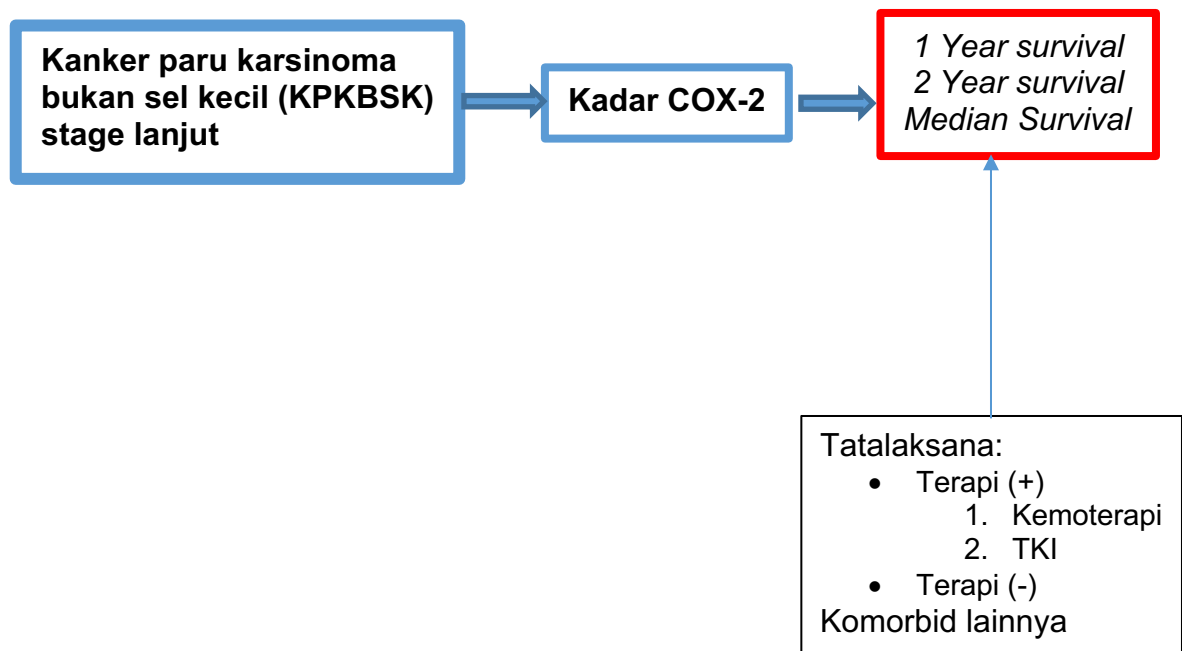 Kanker paru karsinoma
bukan sel kecil (KPKBSK)
stage lanjut
Kadar COX-2
1 Year survival
2 Year survival
Median Survival
Tatalaksana:
• Terapi (+)
1. Kemoterapi
2. TKI
• Terapi (-)
Komorbid lainnya